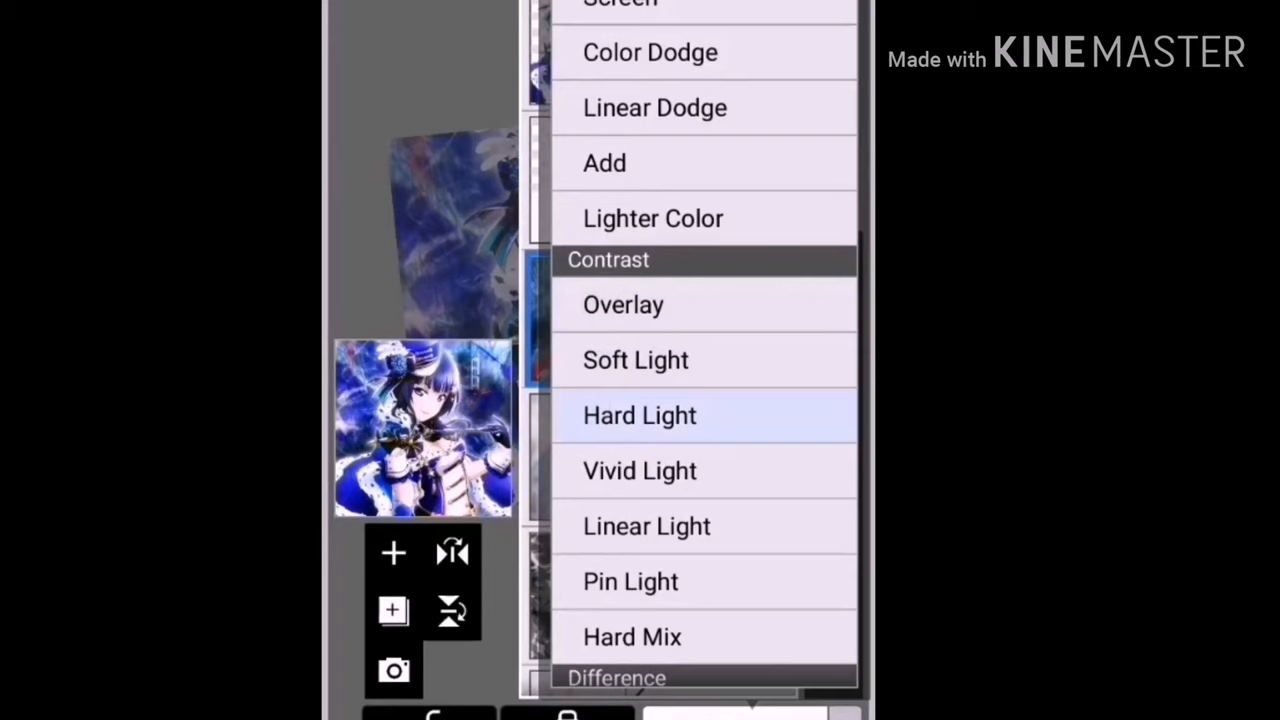 Screen
Made with KINEMASTER
Color Dodge
Linear Dodge
Add
Lighter Color
Contrast
Overlay
Soft Light
Hard Light
Vivid Light
Linear Light
Pin Light
Hard Mix
Difference